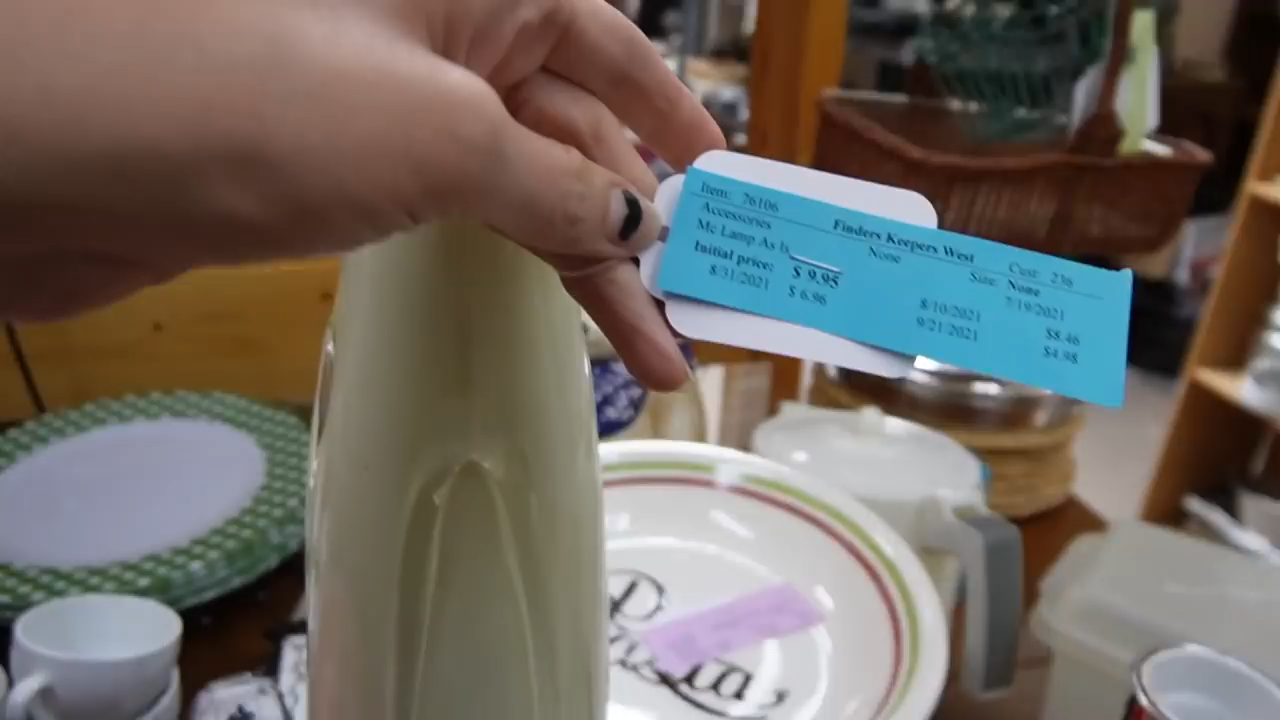 Item: 76106
Finders Keepers West
Cust: 236
Accessories
None
Size: None
Mc Lamp As Is
7/19/2021
Initial price: $ 9.95
8/10/2021 $8.46
8/31/2021 $ 6.96
9/21/2021 $4.98
Pasta